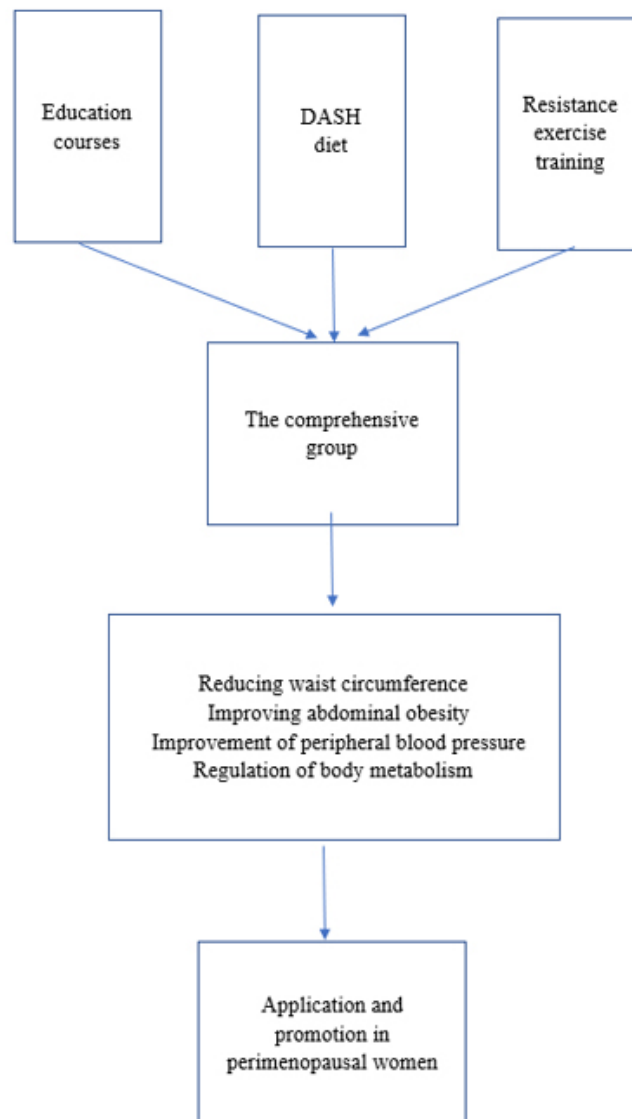 Education
courses
DASH
diet
Resistance
exercise
training
The comprehensive
group
Reducing waist circumference
Improving abdominal obesity
Improvement of peripheral blood pressure
Regulation of body metabolism
Application and
promotion in
perimenopausal women